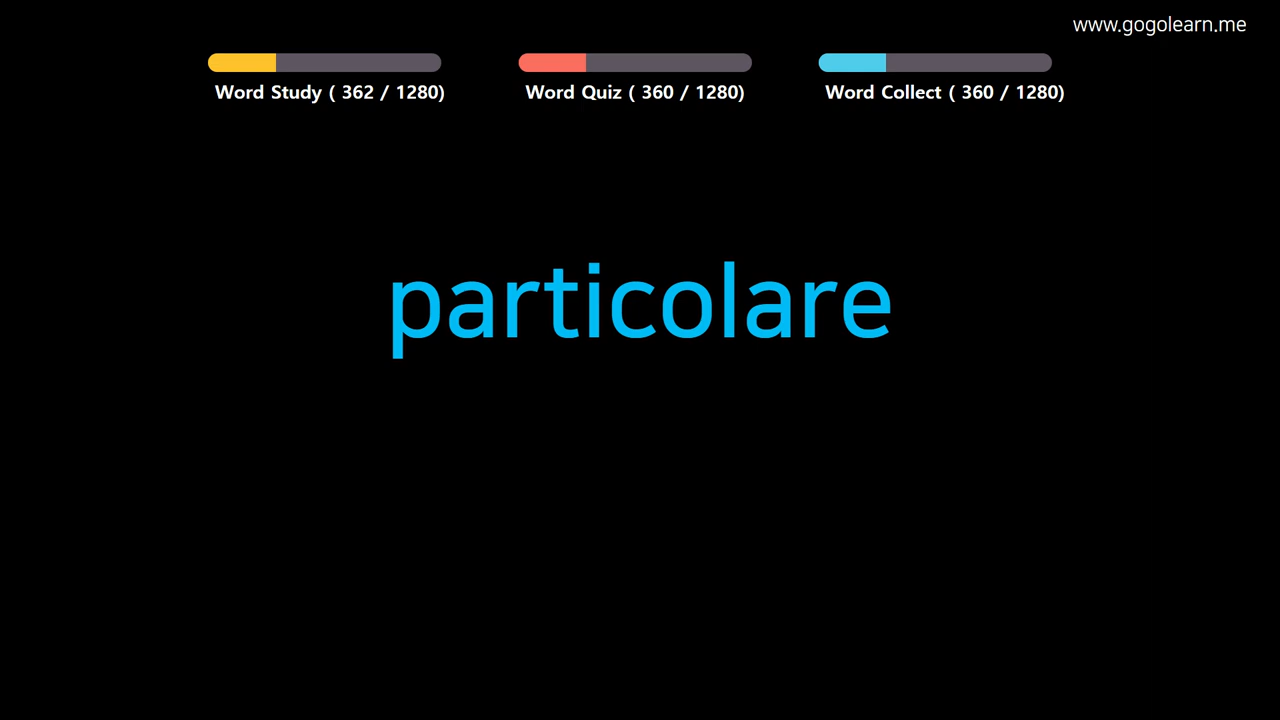 www.gogolearn.me
Word Study ( 362 / 1280)
Word Quiz ( 360 / 1280)
Word Collect ( 360 / 1280)
particolare